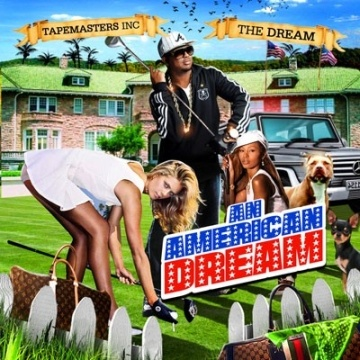 TAPEMASTERS INC
THE DREAM
AN
AMERICAN
DREAM